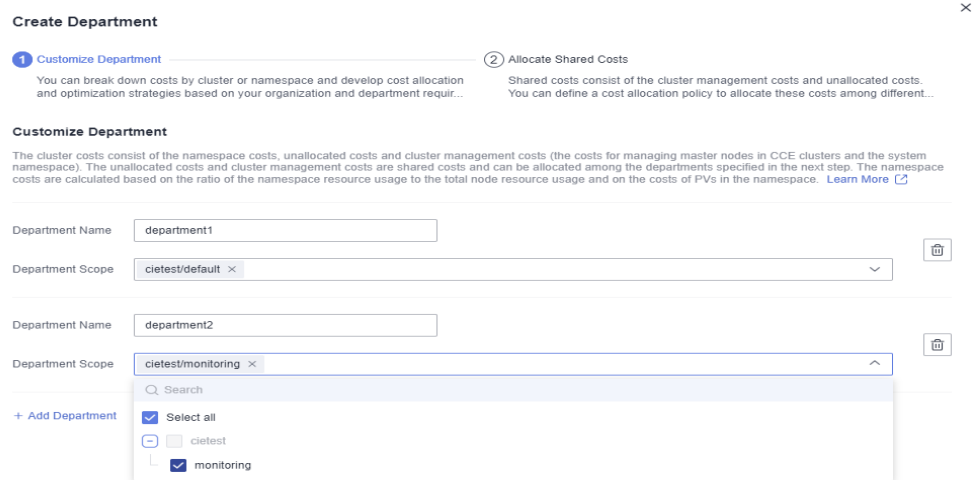 Create Department
1 Customize Department
2 Allocate Shared Costs
You can break down costs by cluster or namespace and develop cost allocation
and optimization strategies based on your organization and department requir...
Shared costs consist of the cluster management costs and unallocated costs.
You can define a cost allocation policy to allocate these costs among different...
Customize Department
The cluster costs consist of the namespace costs, unallocated costs and cluster management costs (the costs for managing master nodes in CCE clusters and the system
namespace). The unallocated costs and cluster management costs are shared costs and can be allocated among the departments specified in the next step. The namespace
costs are calculated based on the ratio of the namespace resource usage to the total node resource usage and on the costs of PVs in the namespace. Learn More
Department Name department1
Department Scope cietest/default
Department Name department2
Department Scope cietest/monitoring
Search
+ Add Department
Select all
cietest
monitoring